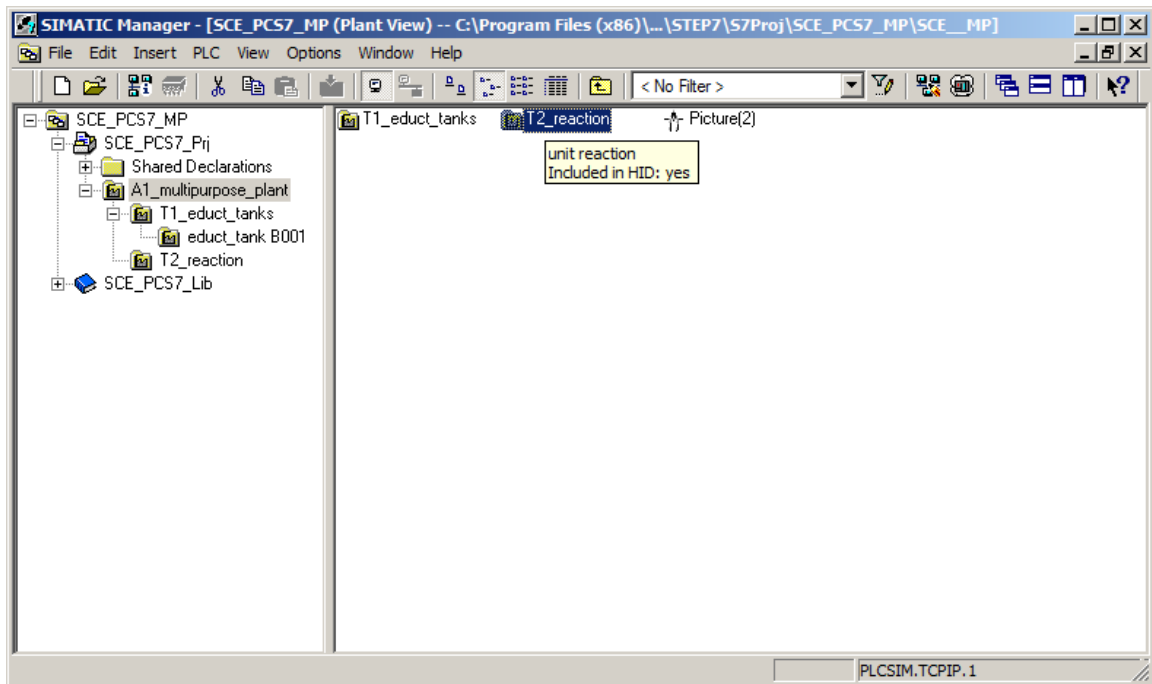 SIMATIC Manager - [SCE_PCS7_MP (Plant View) -- C:\Program Files (x86)\...\STEP7\S7Proj\SCE_PCS7_MP\SCE__MP]
File Edit Insert PLC View Options Window Help
< No Filter >
SCE_PCS7_MP
SCE_PCS7_Prj
Shared Declarations
A1_multipurpose_plant
T1_educt_tanks
educt_tank B001
T2_reaction
SCE_PCS7_Lib
T1_educt_tanks T2_reaction Picture(2)
unit reaction
Included in HID: yes
PLCSIM.TCPIP.1